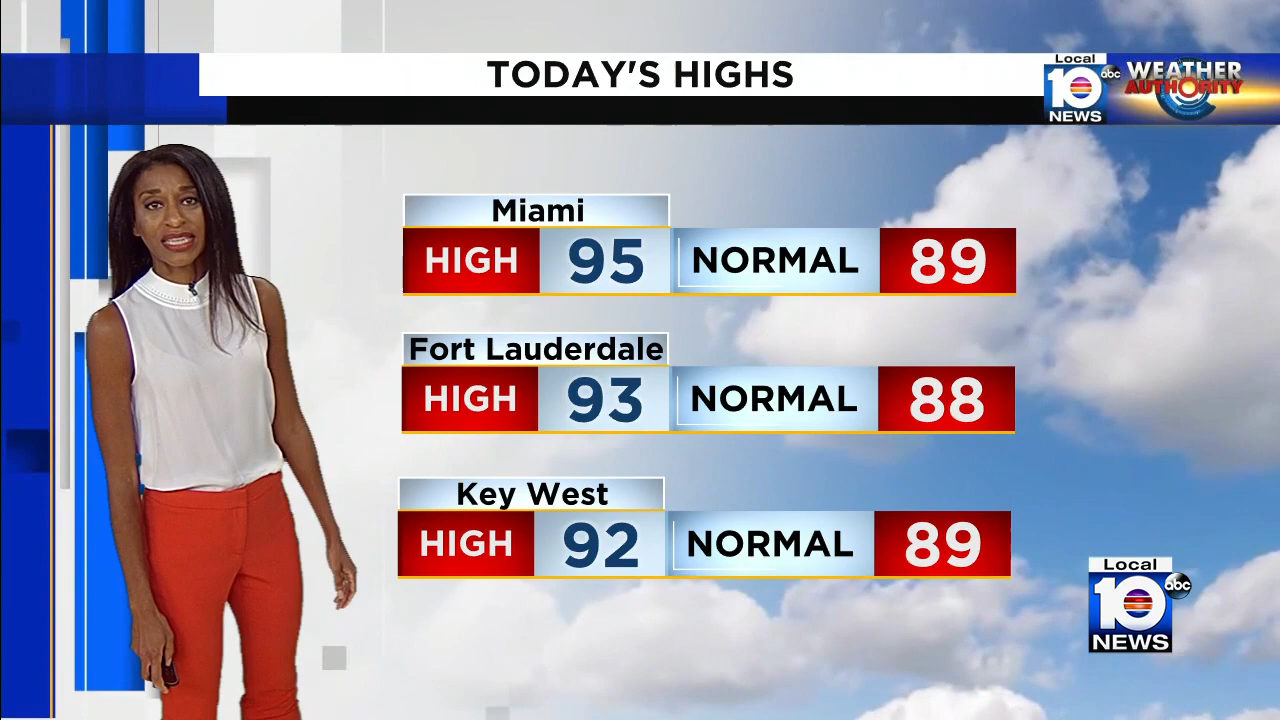 TODAY'S HIGHS
Local
10
abc
NEWS
WEATHER
AUTHORITY
Miami
HIGH 95 NORMAL 89
Fort Lauderdale
HIGH 93 NORMAL 88
Key West
HIGH 92 NORMAL 89
Local
10
abc
NEWS